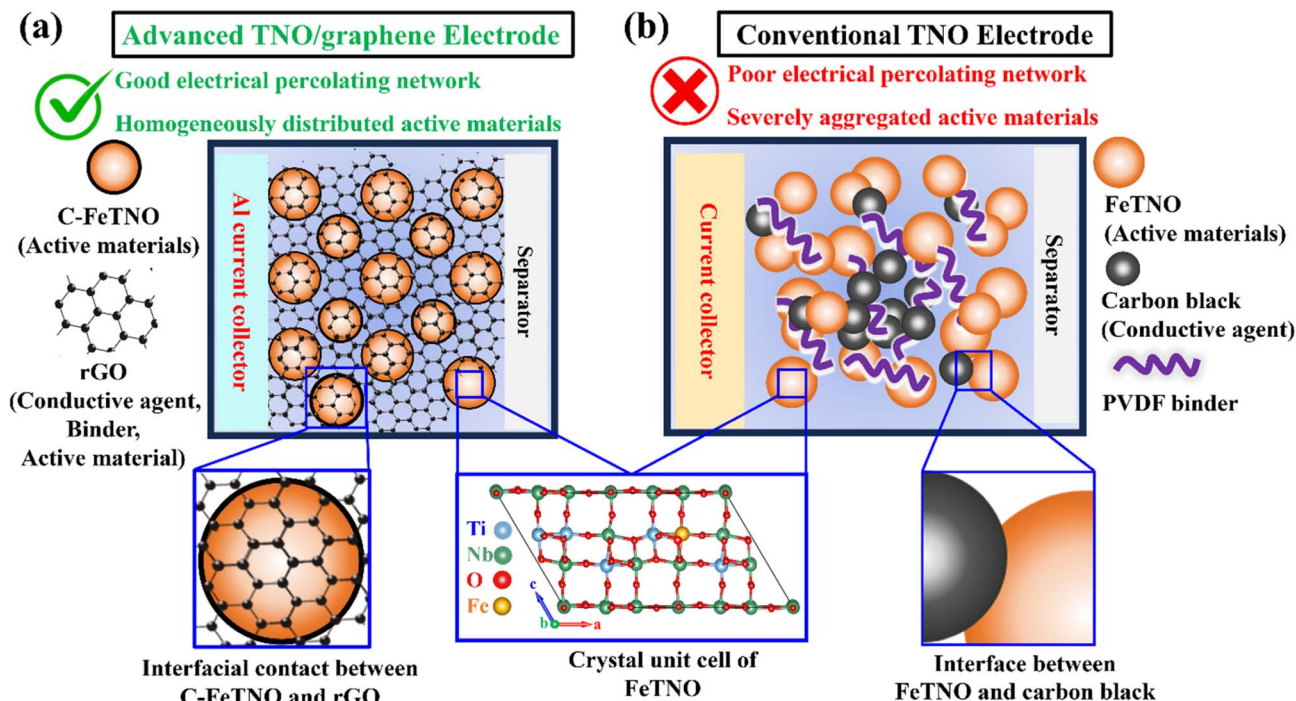 (a)
Advanced TNO/graphene Electrode
Good electrical percolating network
Homogeneously distributed active materials
C-FeTNO
(Active materials)
rGO
(Conductive agent,
Binder,
Active material)
Al current collector
Separator
Interfacial contact between
C-FeTNO and rGO
(b)
Conventional TNO Electrode
Poor electrical percolating network
Severely aggregated active materials
Current collector
Separator
FeTNO
(Active materials)
Carbon black
(Conductive agent)
PVDF binder
Ti
Nb
O
Fe
c
b
a
Crystal unit cell of
FeTNO
Interface between
FeTNO and carbon black